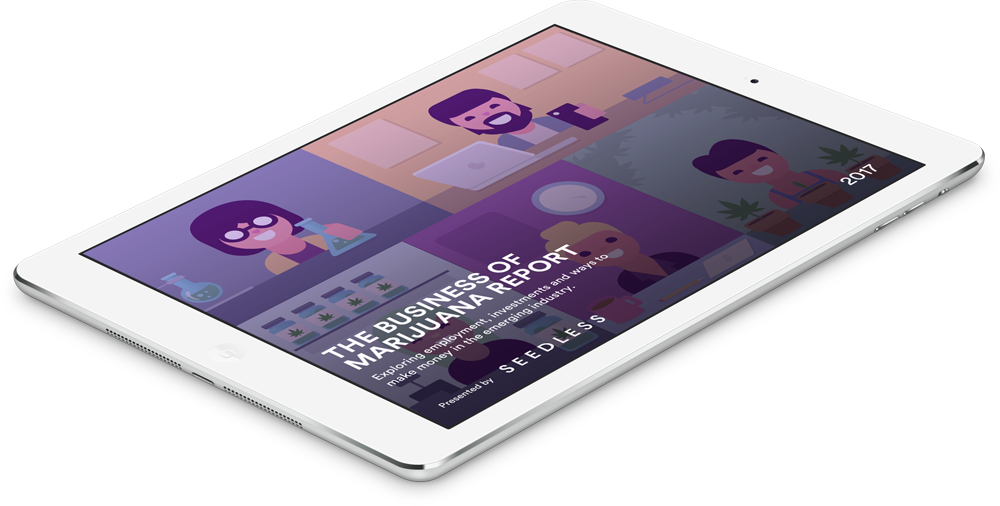 THE BUSINESS OF
MARIJUANA REPORT
Exploring employment, investments and ways to
make money in the emerging industry.
Presented by SEEDLESS
2017